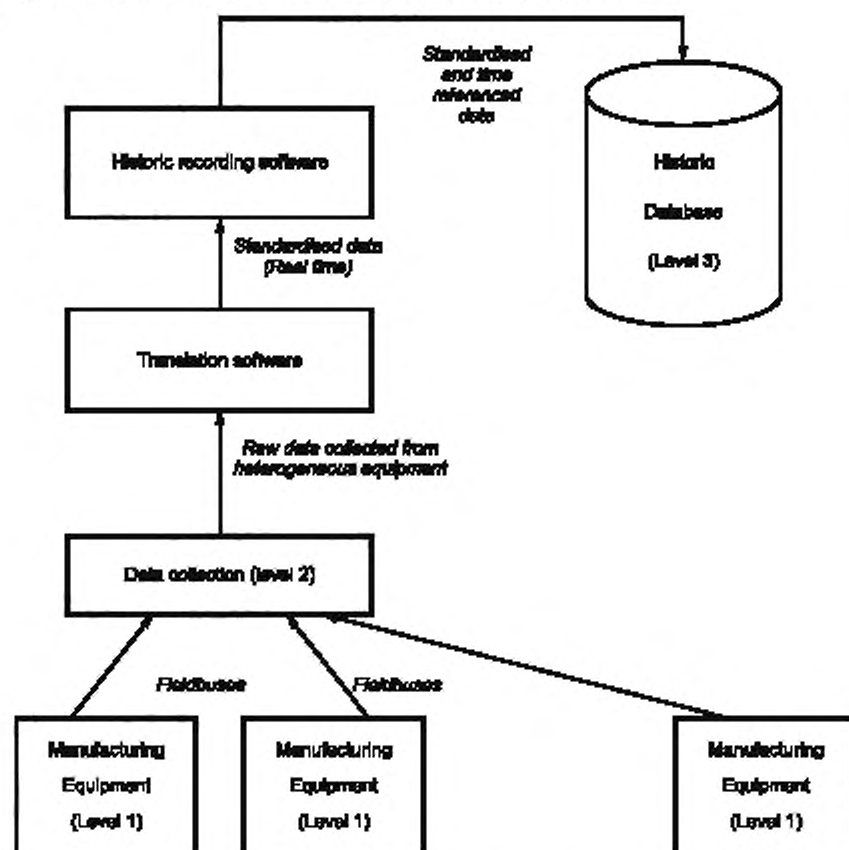 Standardised
and time
referenced
data
Historic recording software
Historic
Database
(Level 3)
Standardised data
(Real time)
Translation software
Raw data collected from
heterogeneous equipment
Data collection (level 2)
Fieldbuses
Fieldbuses
Manufacturing
Equipment
(Level 1)
Manufacturing
Equipment
(Level 1)
Manufacturing
Equipment
(Level 1)